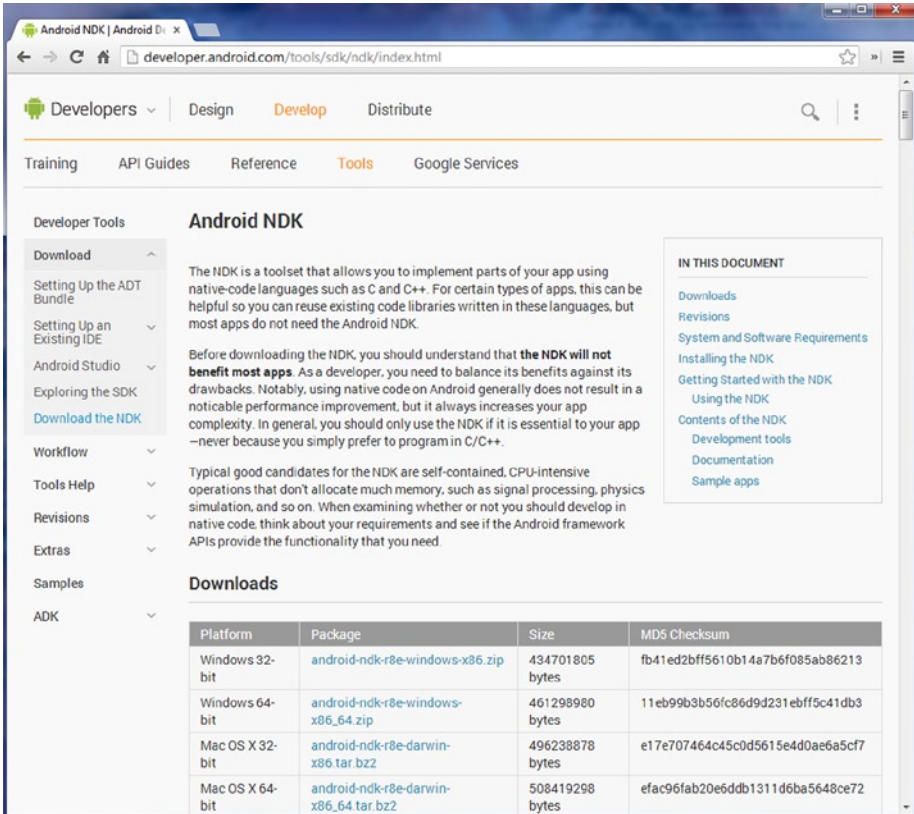 Android NDK | Android De
developer.android.com/tools/sdk/ndk/index.html
Developers Design Develop Distribute
Training API Guides Reference Tools Google Services
Developer Tools
Download
Setting Up the ADT
Bundle
Setting Up an
Existing IDE
Android Studio
Exploring the SDK
Download the NDK
Workflow
Tools Help
Revisions
Extras
Samples
ADK
Android NDK
The NDK is a toolset that allows you to implement parts of your app using
native-code languages such as C and C++. For certain types of apps, this can be
helpful so you can reuse existing code libraries written in these languages, but
most apps do not need the Android NDK.
Before downloading the NDK, you should understand that the NDK will not
benefit most apps. As a developer, you need to balance its benefits against its
drawbacks. Notably, using native code on Android generally does not result in a
noticable performance improvement, but it always increases your app
complexity. In general, you should only use the NDK if it is essential to your app
—never because you simply prefer to program in C/C++.
Typical good candidates for the NDK are self-contained, CPU-intensive
operations that don't allocate much memory, such as signal processing, physics
simulation, and so on. When examining whether or not you should develop in
native code, think about your requirements and see if the Android framework
APIs provide the functionality that you need.
IN THIS DOCUMENT
Downloads
Revisions
System and Software Requirements
Installing the NDK
Getting Started with the NDK
Using the NDK
Contents of the NDK
Development tools
Documentation
Sample apps
Downloads
Platform Package Size MD5 Checksum
Windows 32- android-ndk-r8e-windows-x86.zip 434701805 fb41ed2bff5610b14a7b6f085ab86213
bit bytes
Windows 64- android-ndk-r8e-windows- 461298980 11eb99b3b56fc86d9d231ebff5c41db3
bit x86_64.zip bytes
Mac OS X 32- android-ndk-r8e-darwin- 496238878 e17e707464c45c0d5615e4d0ae6a5cf7
bit x86.tar.bz2 bytes
Mac OS X 64- android-ndk-r8e-darwin- 508419298 efac96fab20e6ddb1311d6ba5648ce72
bit x86_64.tar.bz2 bytes